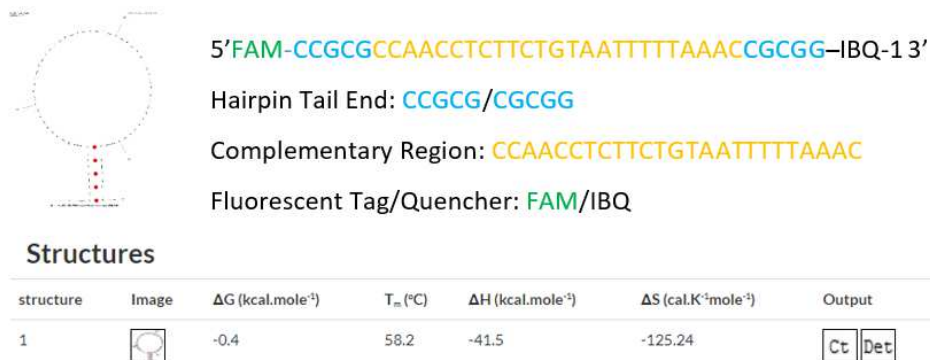 5'FAM-CCGCGCCAACCTCTTCTGTAATTTTTAAACCGCGG–IBQ-1 3'
Hairpin Tail End: CCGCG/CGCGG
Complementary Region: CCAACCTCTTCTGTAATTTTTAAAC
Fluorescent Tag/Quencher: FAM/IBQ
Structures
structure Image ΔG (kcal.mole⁻¹) Tₘ (°C) ΔH (kcal.mole⁻¹) ΔS (cal.K⁻¹mole⁻¹) Output
1 -0.4 58.2 -41.5 -125.24 Ct Det